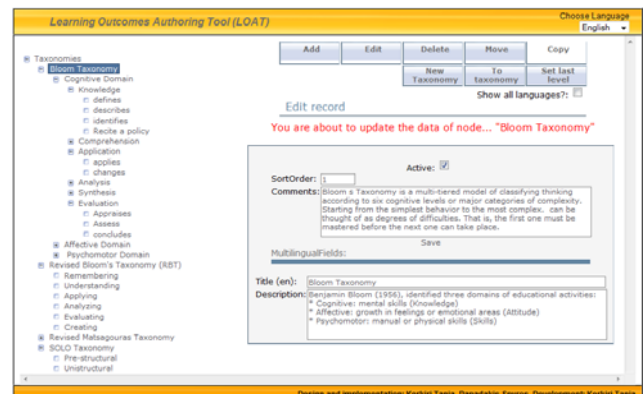 Learning Outcomes Authoring Tool (LOAT)
Choose Language
English
Taxonomies
Bloom Taxonomy
Cognitive Domain
Knowledge
defines
describes
identifies
Recite a policy
Comprehension
Application
applies
changes
Analysis
Synthesis
Evaluation
Appraises
Assess
concludes
Affective Domain
Psychomotor Domain
Revised Bloom's Taxonomy (RBT)
Remembering
Understanding
Applying
Analyzing
Evaluating
Creating
Revised Matsagouras Taxonomy
SOLO Taxonomy
Pre-structural
Unistructural
Add Edit Delete Move Copy
New Taxonomy
To taxonomy
Set last level
Show all languages?:
Edit record
You are about to update the data of node... "Bloom Taxonomy"
Active:
SortOrder: 1
Comments: Bloom s Taxonomy is a multi-tiered model of classifying thinking
according to six cognitive levels or major categories of complexity.
Starting from the simplest behavior to the most complex. can be
thought of as degrees of difficulties. That is, the first one must be
mastered before the next one can take place.
Save
MultilingualFields:
Title (en): Bloom Taxonomy
Description: Benjamin Bloom (1956), identified three domains of educational activities:
* Cognitive: mental skills (Knowledge)
* Affective: growth in feelings or emotional areas (Attitude)
* Psychomotor: manual or physical skills (Skills)
Design and implementation: